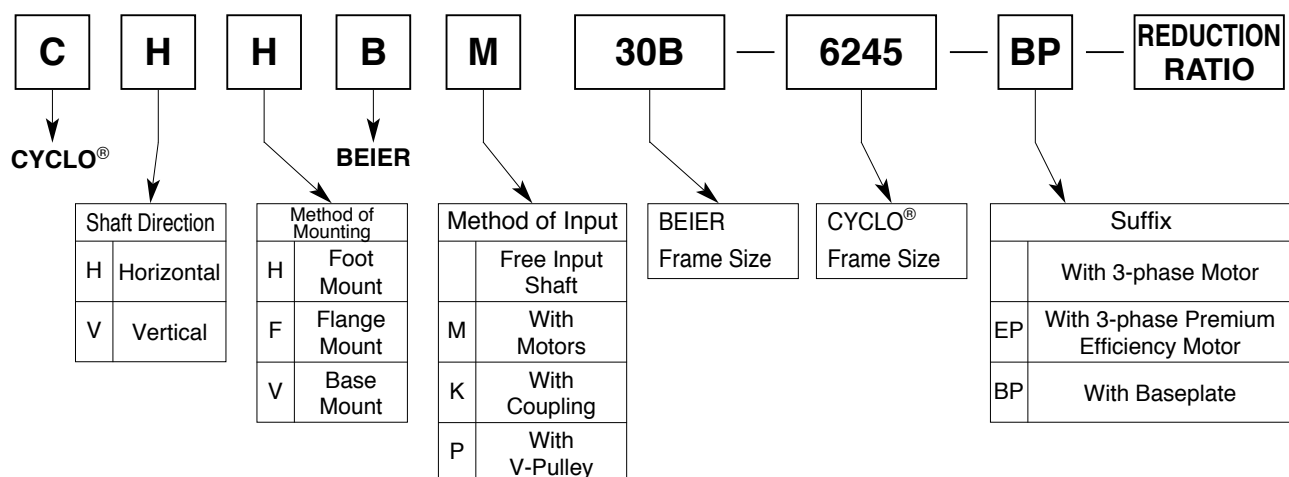 C H H B M 30B — 6245 — BP — REDUCTION
RATIO
CYCLO®
BEIER
Shaft Direction
H Horizontal
V Vertical
Method of
Mounting
H Foot
Mount
F Flange
Mount
V Base
Mount
Method of Input
Free Input
Shaft
M With
Motors
K With
Coupling
P With
V-Pulley
BEIER
Frame Size
CYCLO®
Frame Size
Suffix
With 3-phase Motor
EP With 3-phase Premium
Efficiency Motor
BP With Baseplate